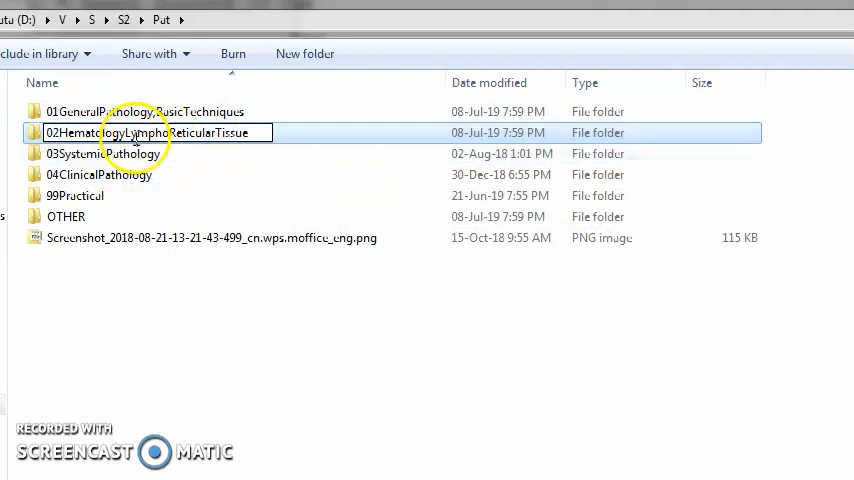 ata (D:) V S S2 Pat
clude in library Share with Burn New folder
Name Date modified Type Size
01GeneralPathology,BasicTechniques 08-Jul-19 7:59 PM File folder
02HematologyLymphoReticularTissue 08-Jul-19 7:59 PM File folder
03SystemicPathology 02-Aug-18 1:01 PM File folder
04ClinicalPathology 30-Dec-18 6:55 PM File folder
99Practical 21-Jun-19 7:55 PM File folder
OTHER 08-Jul-19 7:59 PM File folder
Screenshot_2018-08-21-13-21-43-499_cn.wps.moffice_eng.png 15-Oct-18 9:55 AM PNG image 115 KB
RECORDED WITH
SCREENCAST MATIC